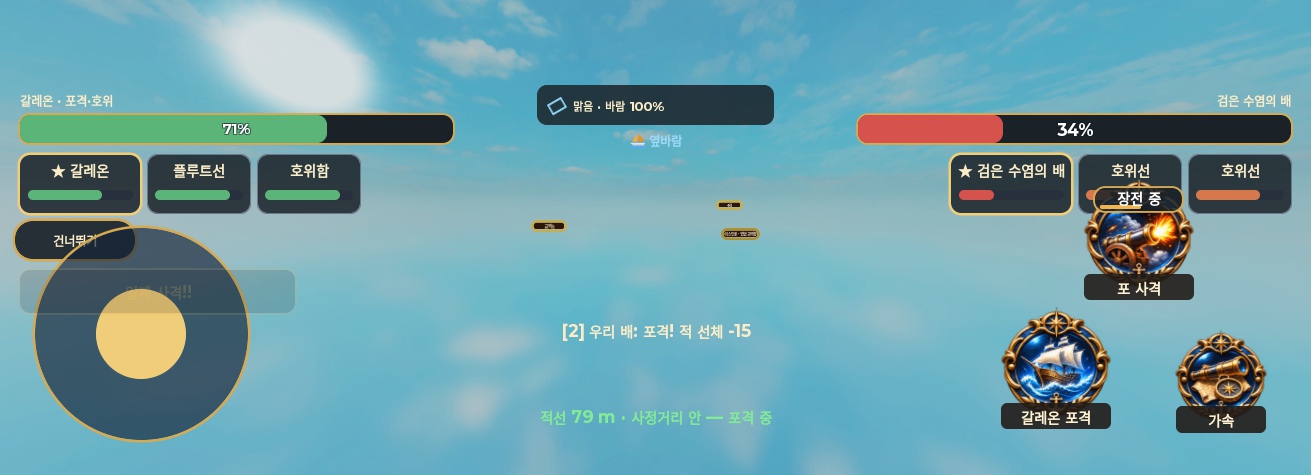 갈레온 · 포격·호위
71%
★ 갈레온
플루트선
호위함
건너뛰기
맑음 · 바람 100%
옆바람
검은 수염의 배
34%
★ 검은 수염의 배
호위선
호위선
장전 중
포 사격
[2] 우리 배: 포격! 적 선체 -15
적선 79 m · 사정거리 안 — 포격 중
갈레온 포격
가속